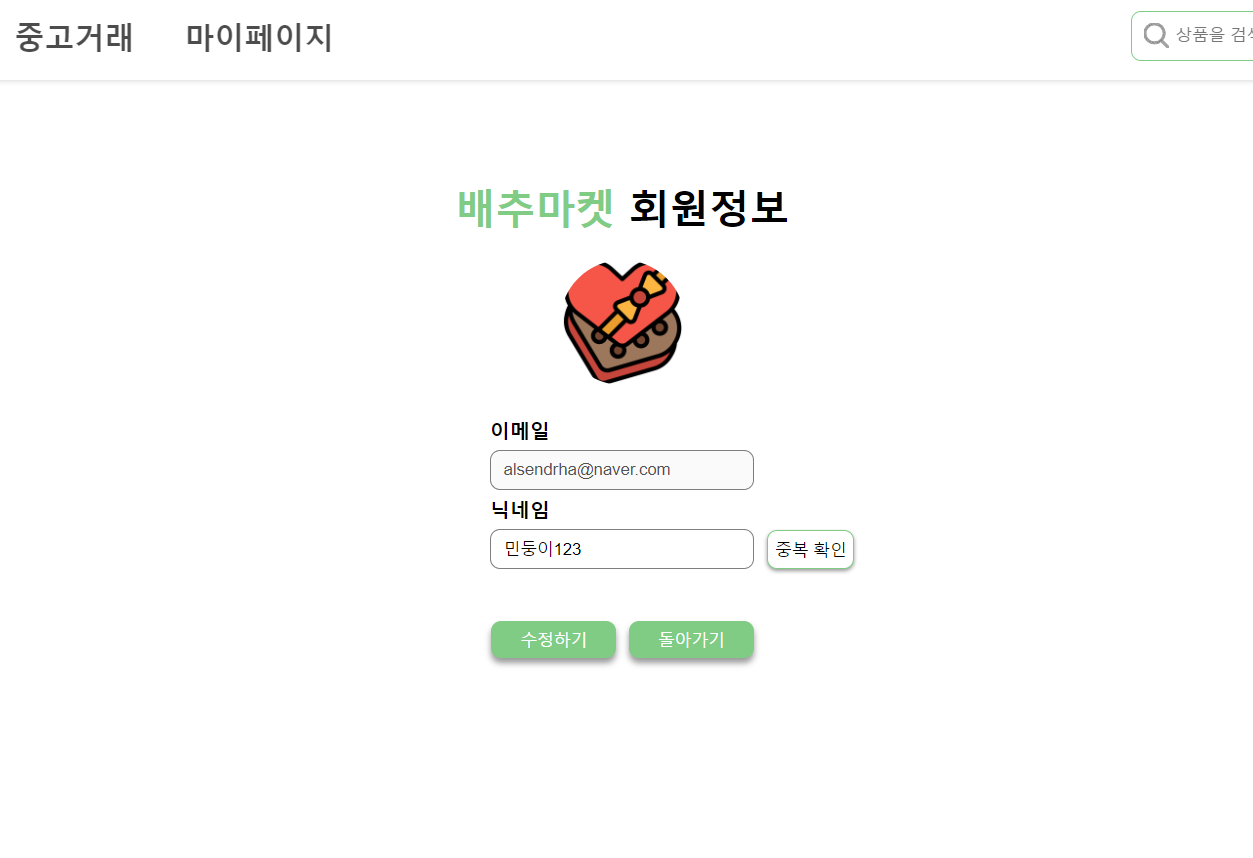 중고거래 마이페이지 상품을
배추마켓 회원정보
이메일
alsendrha@naver.com
닉네임
민둥이123 중복 확인
수정하기 돌아가기